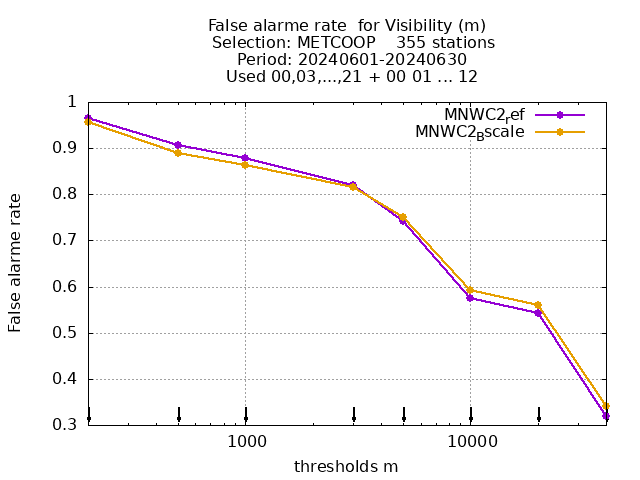 False alarme rate  for Visibility (m)
Selection: METCOOP    355 stations
Period: 20240601-20240630
Used 00,03,...,21 + 00 01 ... 12
MNWC2ref
MNWC2Bscale
1
0.9
0.8
0.7
0.6
0.5
0.4
0.3
False alarme rate
1000
10000
thresholds m